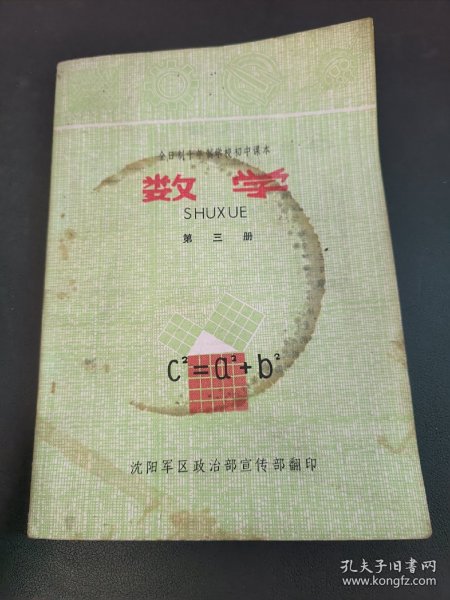 全日制十年制学校初中课本
数学
SHUXUE
第三册
c²=a²+b²
沈阳军区政治部宣传部翻印
孔夫子旧书网
www.kongfz.com